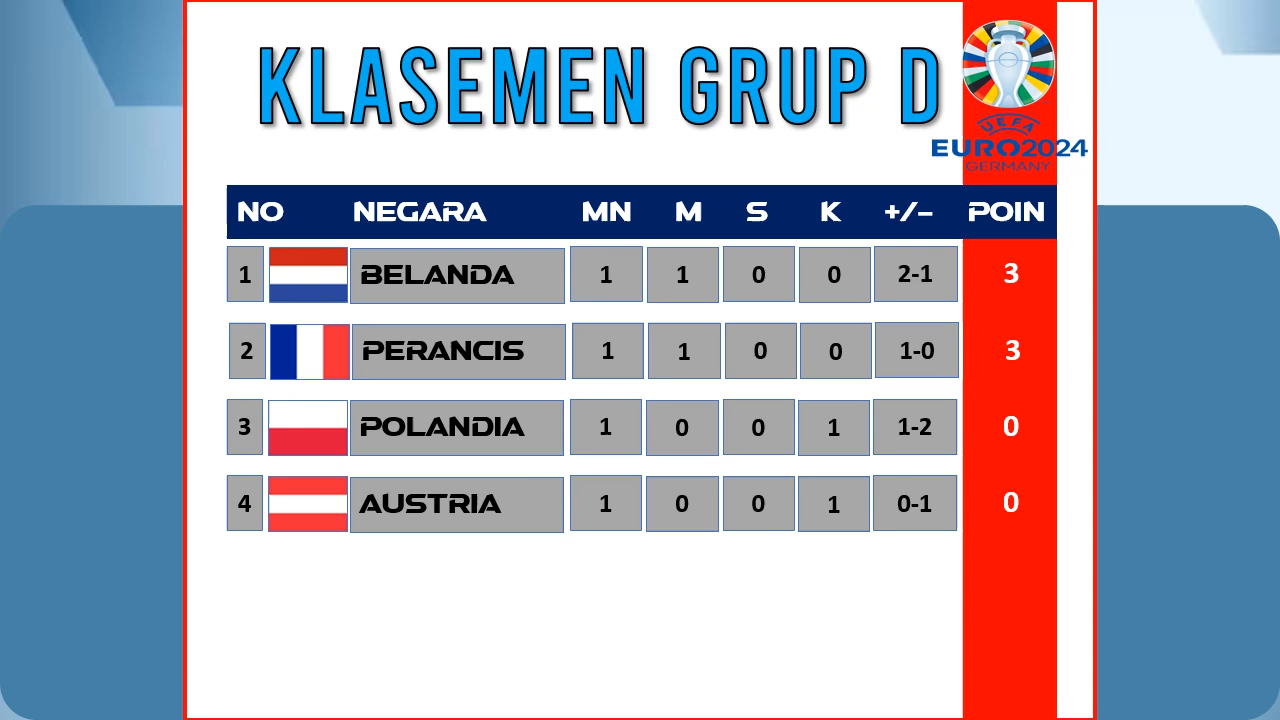 KLASEMEN GRUP D
UEFA
EURO2024
GERMANY
NO NEGARA MN M S K +/- POIN
1 BELANDA 1 1 0 0 2-1 3
2 PERANCIS 1 1 0 0 1-0 3
3 POLANDIA 1 0 0 1 1-2 0
4 AUSTRIA 1 0 0 1 0-1 0